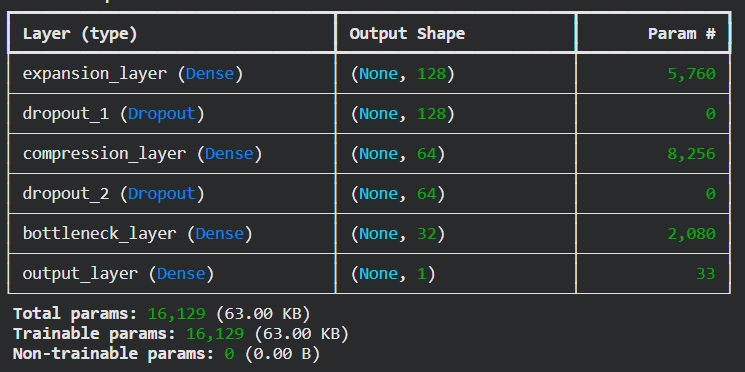 Layer (type) Output Shape Param #
expansion_layer (Dense) (None, 128) 5,760
dropout_1 (Dropout) (None, 128) 0
compression_layer (Dense) (None, 64) 8,256
dropout_2 (Dropout) (None, 64) 0
bottleneck_layer (Dense) (None, 32) 2,080
output_layer (Dense) (None, 1) 33
Total params: 16,129 (63.00 KB)
Trainable params: 16,129 (63.00 KB)
Non-trainable params: 0 (0.00 B)